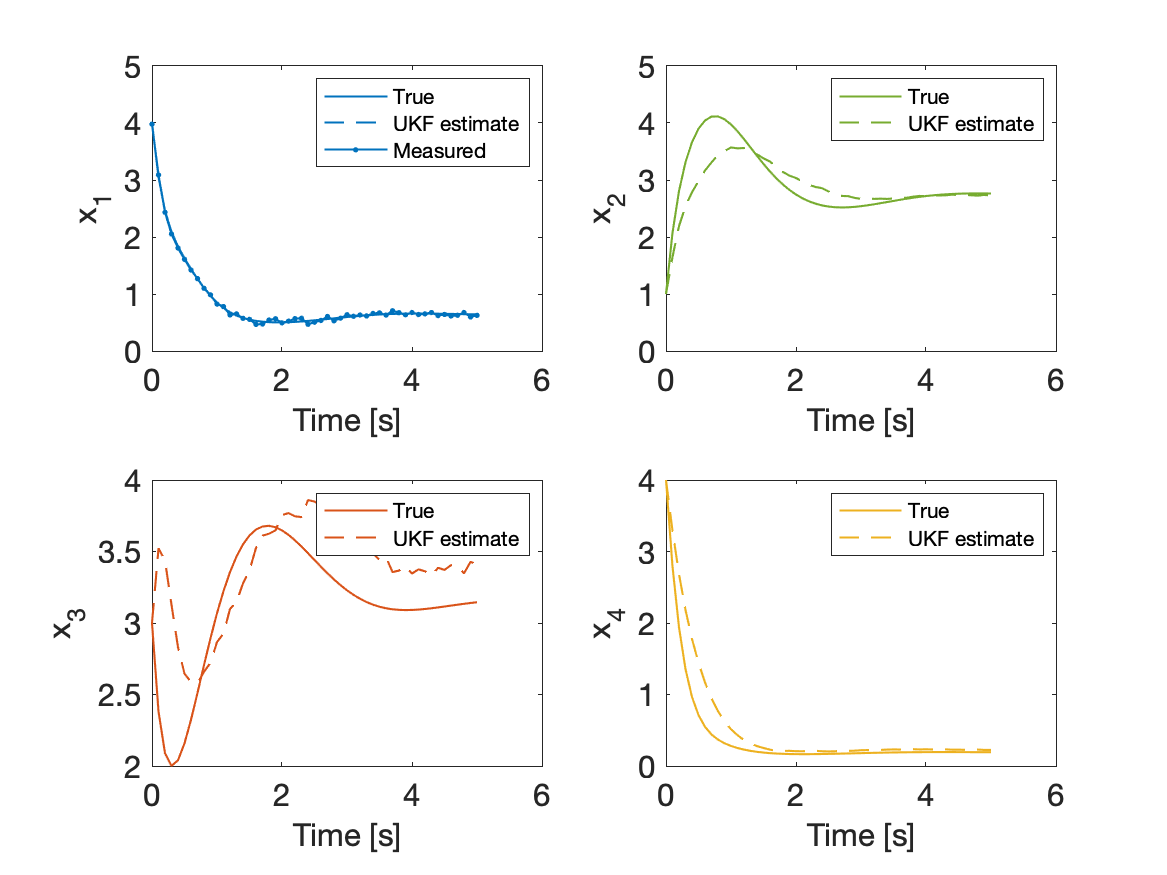 5
4
3
2
1
0
0 2 4 6
x1
Time [s]
True
UKF estimate
Measured
5
4
3
2
1
0
0 2 4 6
x2
Time [s]
True
UKF estimate
4
3.5
3
2.5
2
0 2 4 6
x3
Time [s]
True
UKF estimate
4
3
2
1
0
0 2 4 6
x4
Time [s]
True
UKF estimate